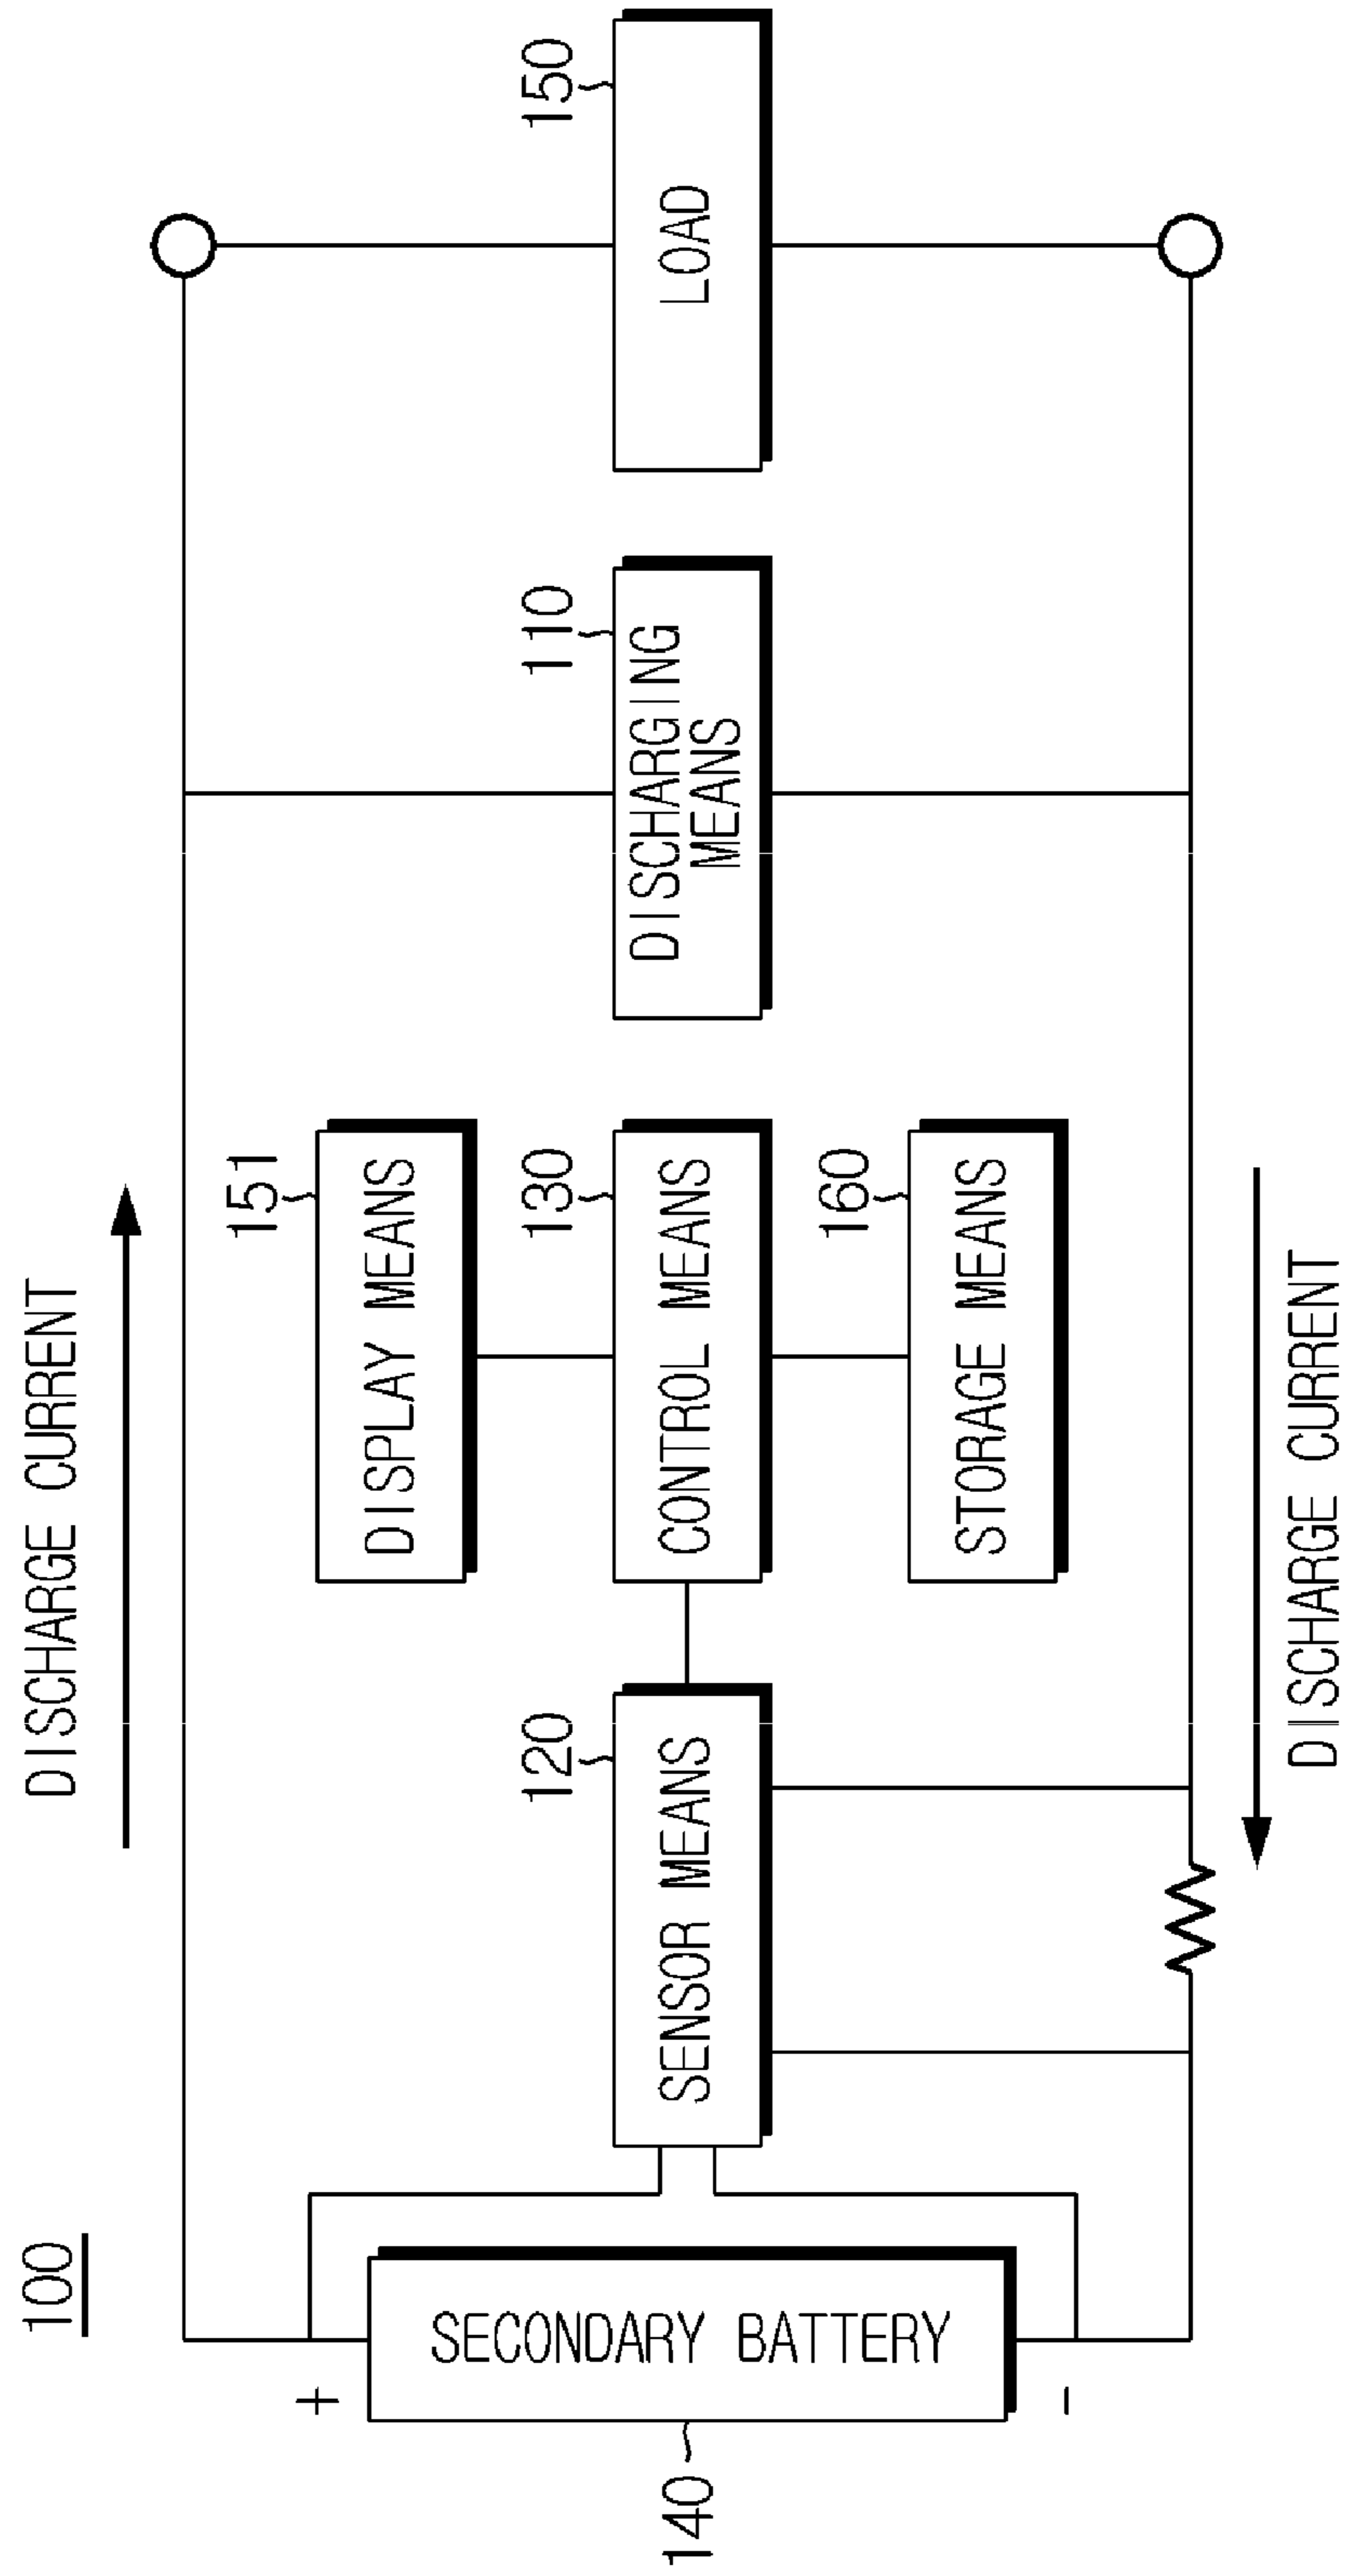 100
DISCHARGE CURRENT
151
DISPLAY MEANS
120
SENSOR MEANS
130
CONTROL MEANS
110
DISCHARGING
MEANS
150
LOAD
+
140
SECONDARY BATTERY
-
160
STORAGE MEANS
DISCHARGE CURRENT